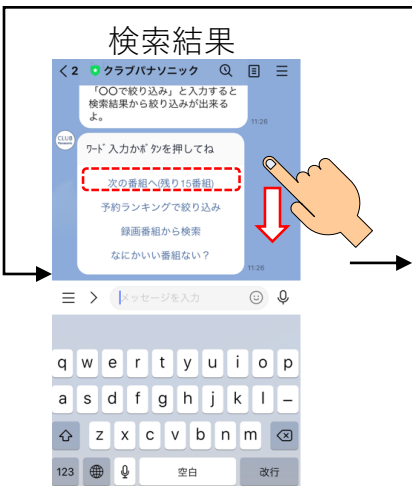 検索結果
2 クラブパナソニック
「〇〇で絞り込み」と入力すると
検索結果から絞り込みが出来る
よ。
11:26
CLUB
Panasonic
ワード入力かボタンを押してね
次の番組へ(残り15番組)
予約ランキングで絞り込み
録画番組から検索
なにかいい番組ない？
11:26
メッセージを入力
q w e r t y u i o p
a s d f g h j k l ー
z x c v b n m
123 空白 改行